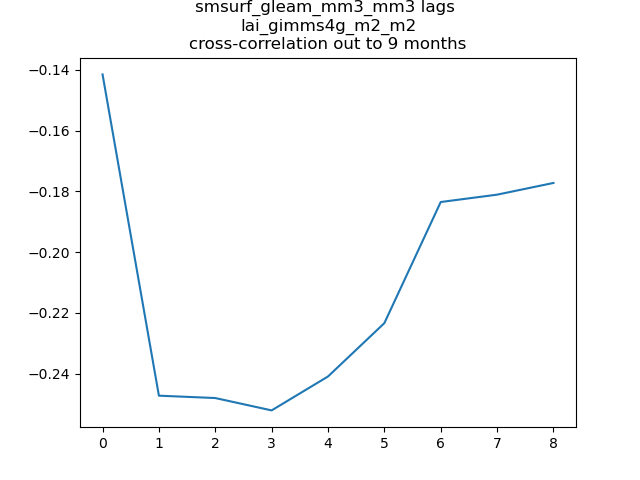 smsurf_gleam_mm3_mm3 lags
lai_gimms4g_m2_m2
cross-correlation out to 9 months
−0.14
−0.16
−0.18
−0.20
−0.22
−0.24
0 1 2 3 4 5 6 7 8